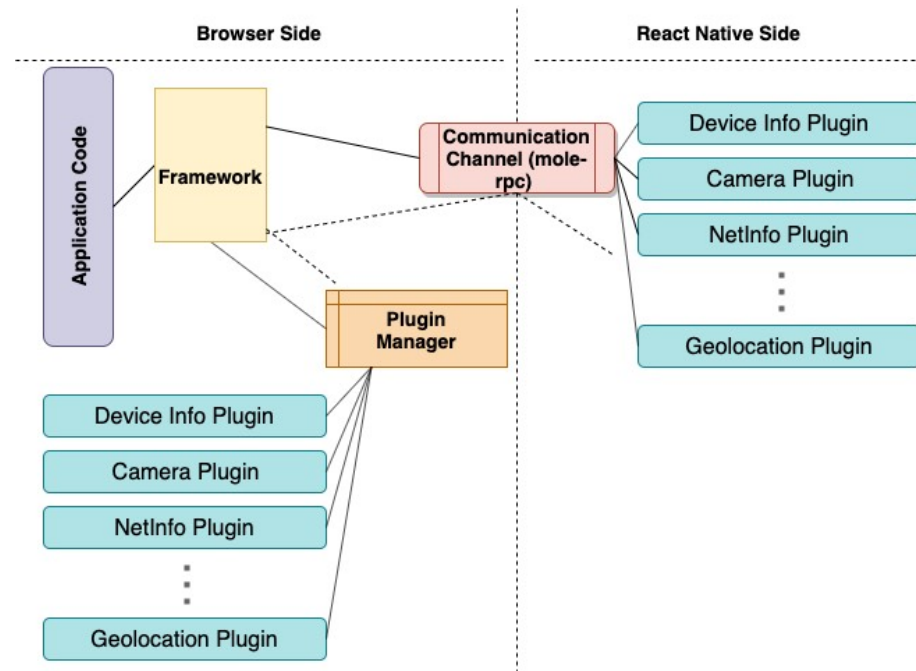 Browser Side
React Native Side
Application Code
Framework
Communication
Channel (mole-
rpc)
Device Info Plugin
Camera Plugin
NetInfo Plugin
Geolocation Plugin
Plugin
Manager
Device Info Plugin
Camera Plugin
NetInfo Plugin
Geolocation Plugin